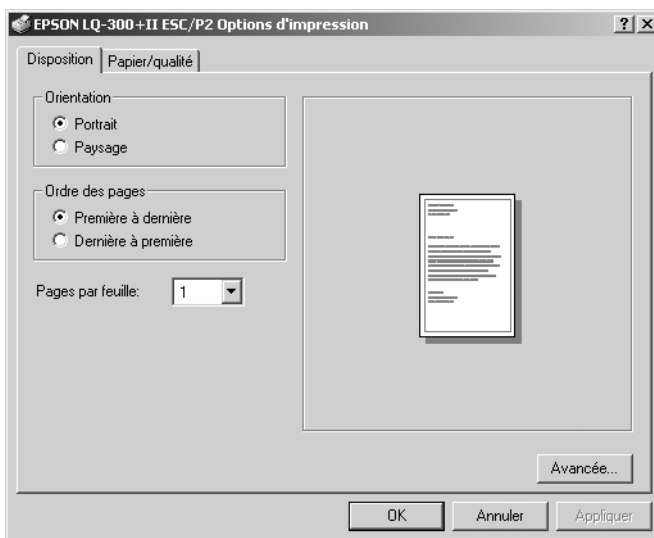 EPSON LQ-300+II ESC/P2 Options d'impression
Disposition
Papier/qualité
Orientation
Portrait
Paysage
Ordre des pages
Première à dernière
Dernière à première
Pages par feuille:
1
Avancée...
OK
Annuler
Appliquer